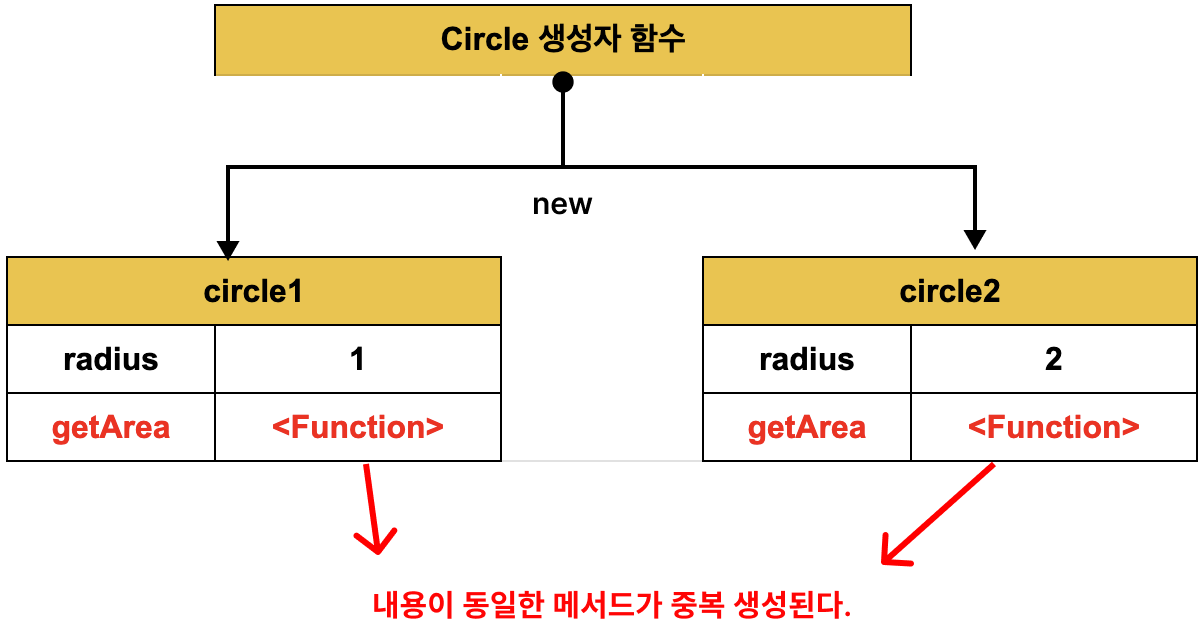 Circle 생성자 함수
new
circle1
circle2
radius 1
radius 2
getArea <Function>
getArea <Function>
내용이 동일한 메서드가 중복 생성된다.